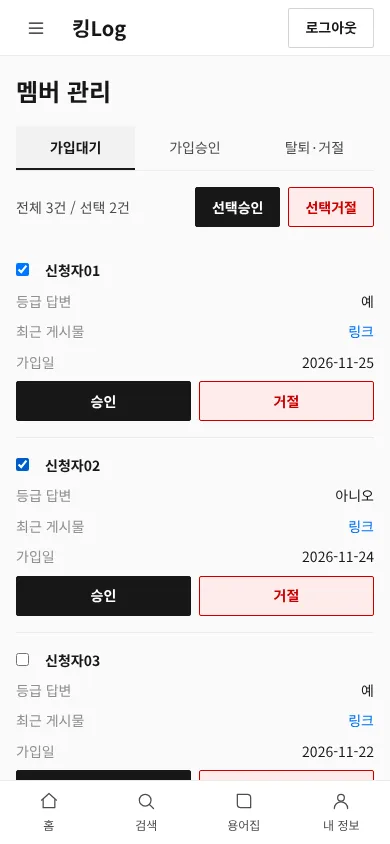 킹Log
로그아웃
멤버 관리
가입대기 가입승인 탈퇴·거절
전체 3건 / 선택 2건 선택승인 선택거절
신청자01
등급 답변 예
최근 게시물 링크
가입일 2026-11-25
승인 거절
신청자02
등급 답변 아니오
최근 게시물 링크
가입일 2026-11-24
승인 거절
신청자03
등급 답변 예
최근 게시물 링크
가입일 2026-11-22
홈 검색 용어집 내 정보